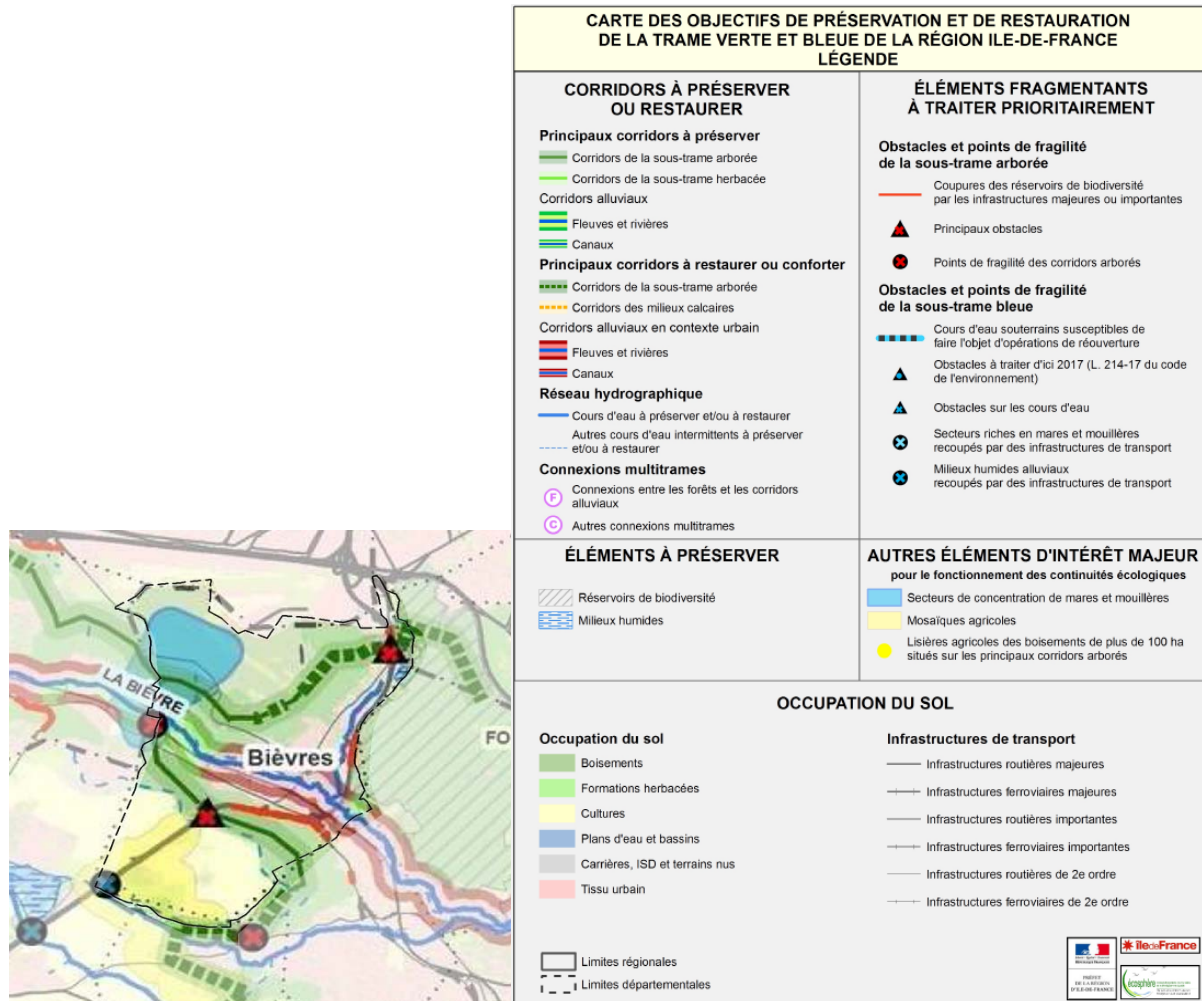 CARTE DES OBJECTIFS DE PRÉSERVATION ET DE RESTAURATION
DE LA TRAME VERTE ET BLEUE DE LA RÉGION ILE-DE-FRANCE
LÉGENDE
CORRIDORS À PRÉSERVER
OU RESTAURER
Principaux corridors à préserver
Corridors de la sous-trame arborée
Corridors de la sous-trame herbacée
Corridors alluviaux
Fleuves et rivières
Canaux
Principaux corridors à restaurer ou conforter
Corridors de la sous-trame arborée
Corridors des milieux calcaires
Corridors alluviaux en contexte urbain
Fleuves et rivières
Canaux
Réseau hydrographique
Cours d'eau à préserver et/ou à restaurer
Autres cours d'eau intermittents à préserver
et/ou à restaurer
Connexions multitrames
F
Connexions entre les forêts et les corridors
alluviaux
C
Autres connexions multitrames
ÉLÉMENTS FRAGMENTANTS
À TRAITER PRIORITAIREMENT
Obstacles et points de fragilité
de la sous-trame arborée
Coupures des réservoirs de biodiversité
par les infrastructures majeures ou importantes
Principaux obstacles
Points de fragilité des corridors arborés
Obstacles et points de fragilité
de la sous-trame bleue
Cours d'eau souterrains susceptibles de
faire l'objet d'opérations de réouverture
Obstacles à traiter d'ici 2017 (L. 214-17 du code
de l'environnement)
Obstacles sur les cours d'eau
Secteurs riches en mares et mouillères
recoupés par des infrastructures de transport
Milieux humides alluviaux
recoupés par des infrastructures de transport
ÉLÉMENTS À PRÉSERVER
Réservoirs de biodiversité
Milieux humides
AUTRES ÉLÉMENTS D'INTÉRÊT MAJEUR
pour le fonctionnement des continuités écologiques
Secteurs de concentration de mares et mouillères
Mosaïques agricoles
Lisières agricoles des boisements de plus de 100 ha
situés sur les principaux corridors arborés
OCCUPATION DU SOL
Occupation du sol
Boisements
Formations herbacées
Cultures
Plans d'eau et bassins
Carrières, ISD et terrains nus
Tissu urbain
Infrastructures de transport
Infrastructures routières majeures
Infrastructures ferroviaires majeures
Infrastructures routières importantes
Infrastructures ferroviaires importantes
Infrastructures routières de 2e ordre
Infrastructures ferroviaires de 2e ordre
Limites régionales
Limites départementales
PRÉFET
DE LA RÉGION
D'ILE-DE-FRANCE
îledeFrance
écosphère
LA BIÈVRE
Bièvres
FO